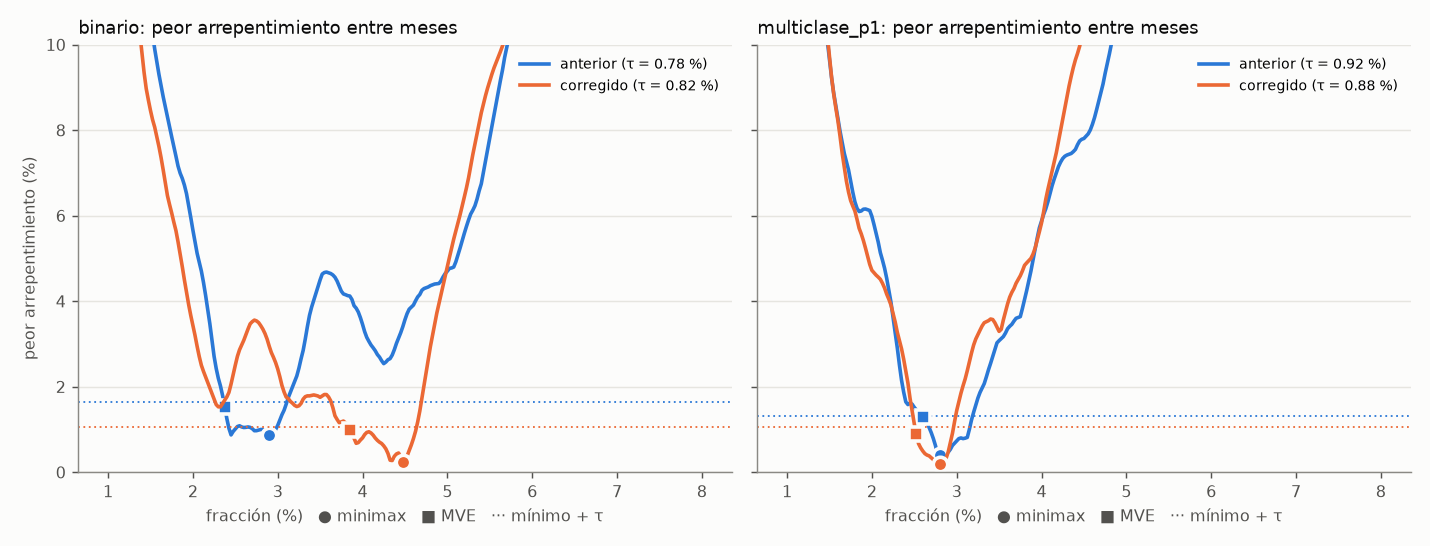 binario: peor arrepentimiento entre meses
anterior (τ = 0.78 %)
corregido (τ = 0.82 %)
peor arrepentimiento (%)
10
8
6
4
2
0
1 2 3 4 5 6 7 8
fracción (%) ● minimax ■ MVE ··· mínimo + τ
multiclase_p1: peor arrepentimiento entre meses
anterior (τ = 0.92 %)
corregido (τ = 0.88 %)
1 2 3 4 5 6 7 8
fracción (%) ● minimax ■ MVE ··· mínimo + τ